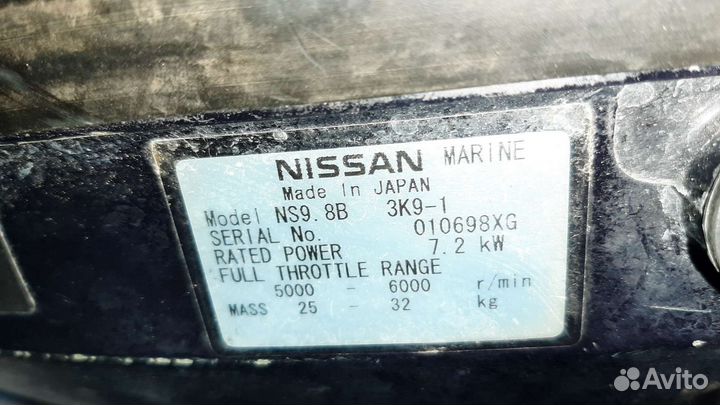 NISSAN MARINE
Made In JAPAN
Model NS9.8B 3K9-1
SERIAL No. 010698XG
RATED POWER 7.2 kW
FULL THROTTLE RANGE
5000 - 6000 r/min
MASS 25 - 32 kg
Avito